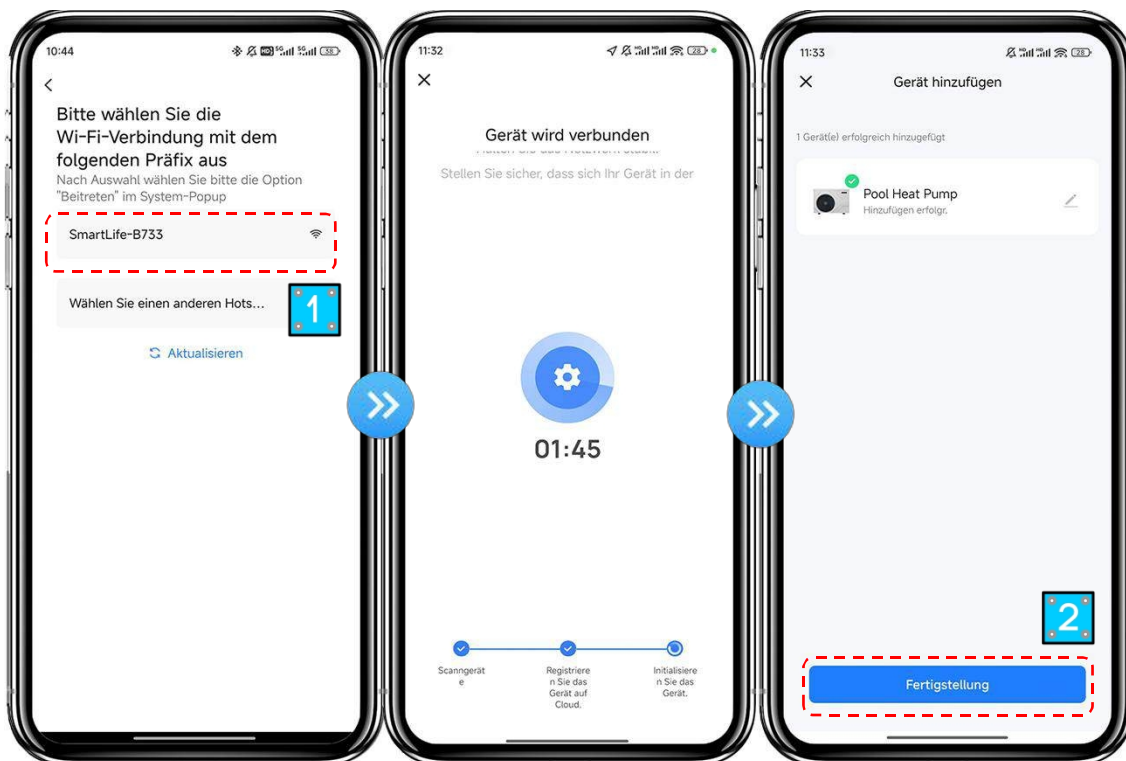 10:44
58
Bitte wählen Sie die
Wi-Fi-Verbindung mit dem
folgenden Präfix aus
Nach Auswahl wählen Sie bitte die Option
"Beitreten" im System-Popup
SmartLife-B733
Wählen Sie einen anderen Hots...
1
Aktualisieren
11:32
28
Gerät wird verbunden
Stellen Sie sicher, dass sich Ihr Gerät in der
01:45
Scanngerät
e
Registriere
n Sie das
Gerät auf
Cloud.
Initialisiere
n Sie das
Gerät.
11:33
28
Gerät hinzufügen
1 Gerät(e) erfolgreich hinzugefügt
Pool Heat Pump
Hinzufügen erfolgr.
2
Fertigstellung